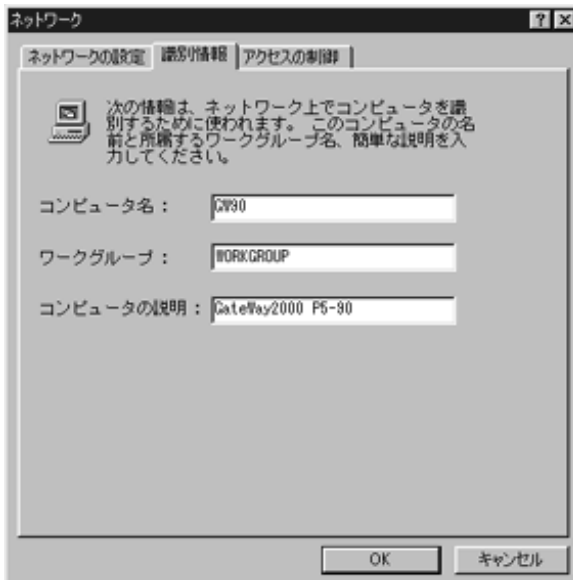 ネットワーク
ネットワークの設定 識別情報 アクセスの制御
次の情報は、ネットワーク上でコンピュータを識
別するために使われます。 このコンピュータの名
前と所属するワークグループ名、簡単な説明を入
力してください。
コンピュータ名: GW90
ワークグループ: WORKGROUP
コンピュータの説明: GateWay2000 P5-90
OK キャンセル